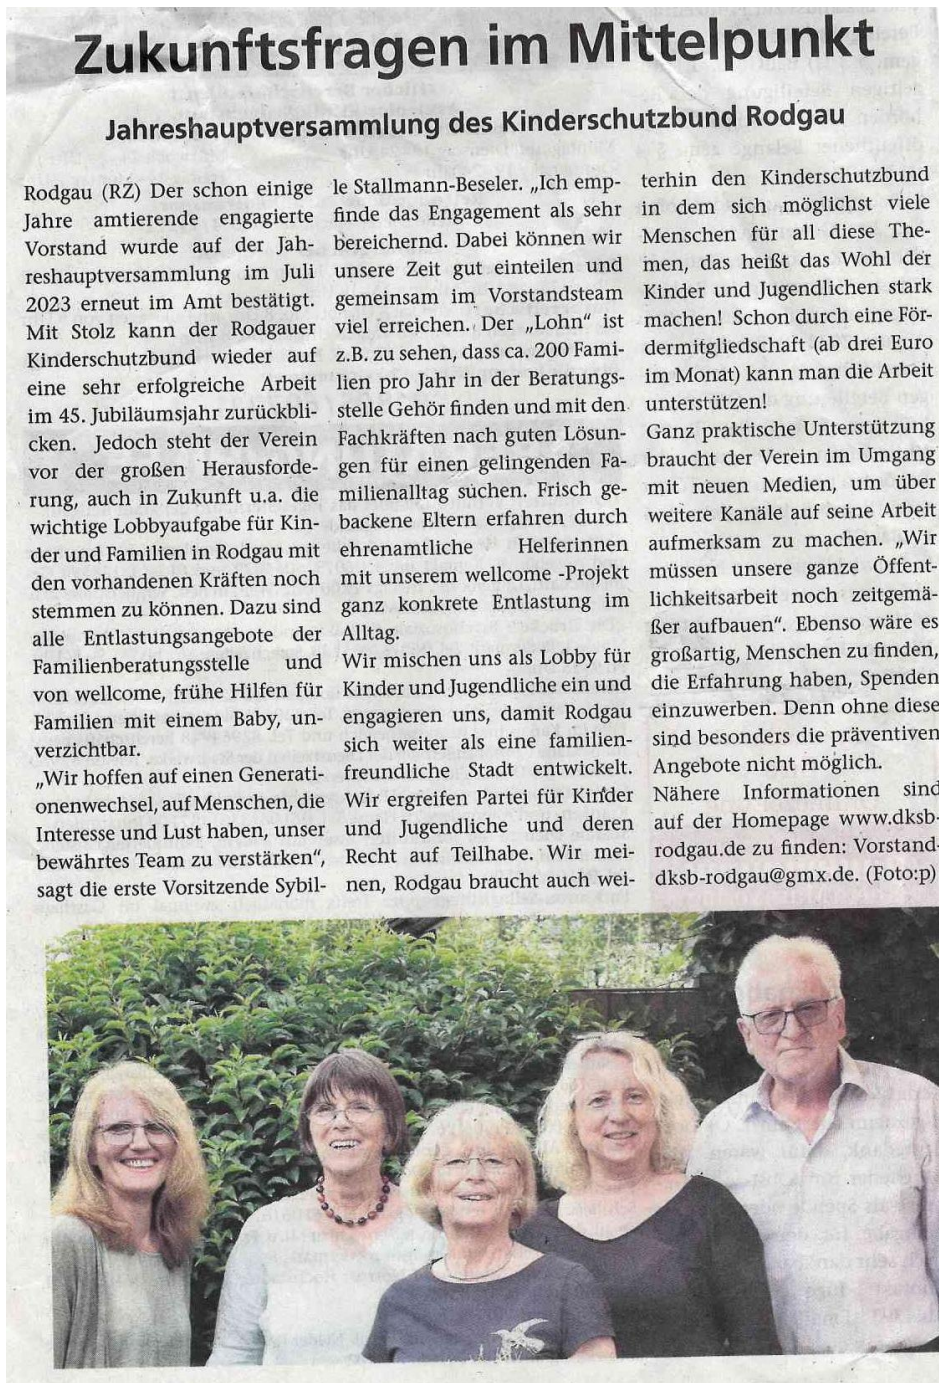 Zukunftsfragen im Mittelpunkt
Jahreshauptversammlung des Kinderschutzbund Rodgau
Rodgau (RZ) Der schon einige
Jahre amtierende engagierte
Vorstand wurde auf der Jah-
reshauptversammlung im Juli
2023 erneut im Amt bestätigt.
Mit Stolz kann der Rodgauer
Kinderschutzbund wieder auf
eine sehr erfolgreiche Arbeit
im 45. Jubiläumsjahr zurückbli-
cken. Jedoch steht der Verein
vor der großen Herausforde-
rung, auch in Zukunft u.a. die
wichtige Lobbyaufgabe für Kin-
der und Familien in Rodgau mit
den vorhandenen Kräften noch
stemmen zu können. Dazu sind
alle Entlastungsangebote der
Familienberatungsstelle und
von wellcome, frühe Hilfen für
Familien mit einem Baby, un-
verzichtbar.
„Wir hoffen auf einen Generati-
onenwechsel, auf Menschen, die
Interesse und Lust haben, unser
bewährtes Team zu verstärken",
sagt die erste Vorsitzende Sybil-
le Stallmann-Beseler. „Ich emp-
finde das Engagement als sehr
bereichernd. Dabei können wir
unsere Zeit gut einteilen und
gemeinsam im Vorstandsteam
viel erreichen. Der „Lohn" ist
z.B. zu sehen, dass ca. 200 Fami-
lien pro Jahr in der Beratungs-
stelle Gehör finden und mit den
Fachkräften nach guten Lösun-
gen für einen gelingenden Fa-
milienalltag suchen. Frisch ge-
backene Eltern erfahren durch
ehrenamtliche Helferinnen
mit unserem wellcome -Projekt
ganz konkrete Entlastung im
Alltag.
Wir mischen uns als Lobby für
Kinder und Jugendliche ein und
engagieren uns, damit Rodgau
sich weiter als eine familien-
freundliche Stadt entwickelt.
Wir ergreifen Partei für Kinder
und Jugendliche und deren
Recht auf Teilhabe. Wir mei-
nen, Rodgau braucht auch wei-
terhin den Kinderschutzbund
in dem sich möglichst viele
Menschen für all diese The-
men, das heißt das Wohl der
Kinder und Jugendlichen stark
machen! Schon durch eine För-
dermitgliedschaft (ab drei Euro
im Monat) kann man die Arbeit
unterstützen!
Ganz praktische Unterstützung
braucht der Verein im Umgang
mit neuen Medien, um über
weitere Kanäle auf seine Arbeit
aufmerksam zu machen. „Wir
müssen unsere ganze Öffent-
lichkeitsarbeit noch zeitgemä-
ßer aufbauen". Ebenso wäre es
großartig, Menschen zu finden,
die Erfahrung haben, Spenden
einzuwerben. Denn ohne diese
sind besonders die präventiven
Angebote nicht möglich.
Nähere Informationen sind
auf der Homepage www.dksb-
rodgau.de zu finden: Vorstand-
dksb-rodgau@gmx.de. (Foto:p)